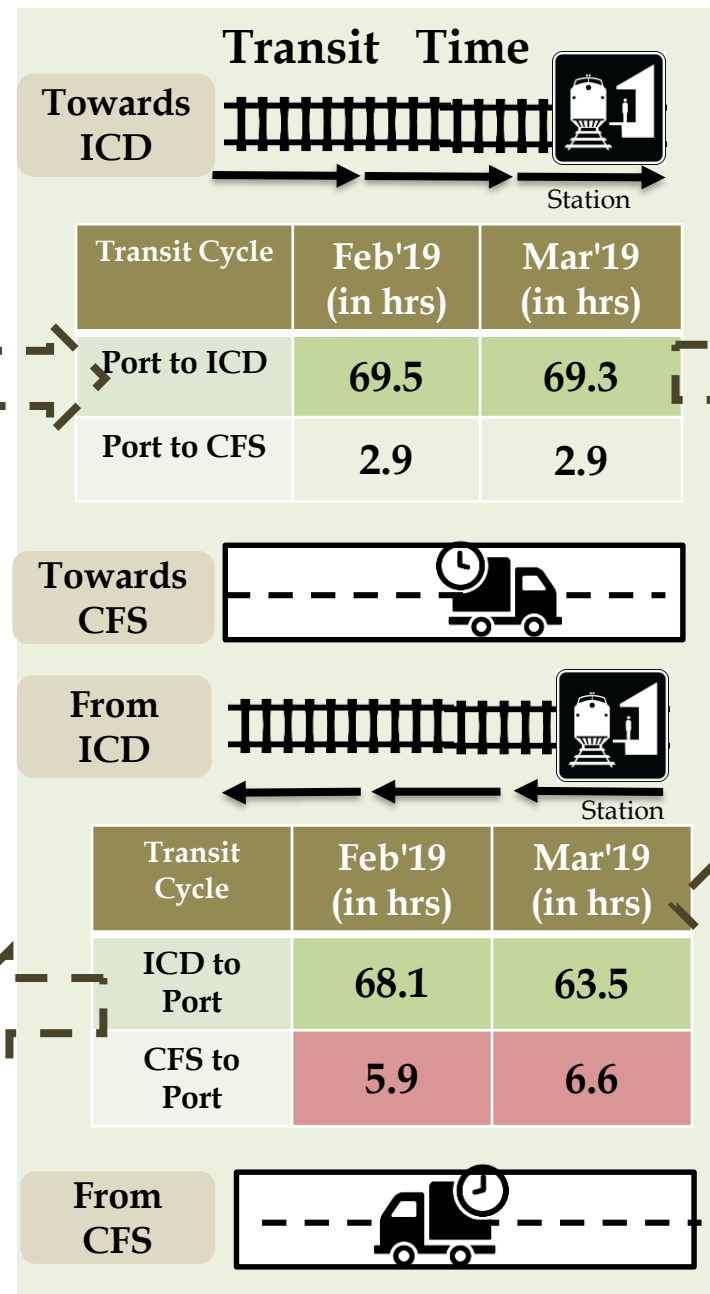 Transit Time
Towards
ICD
Station
Transit Cycle Feb'19 Mar'19
(in hrs) (in hrs)
Port to ICD 69.5 69.3
Port to CFS 2.9 2.9
Towards
CFS
From
ICD
Station
Transit Feb'19 Mar'19
Cycle (in hrs) (in hrs)
ICD to
Port 68.1 63.5
CFS to
Port 5.9 6.6
From
CFS